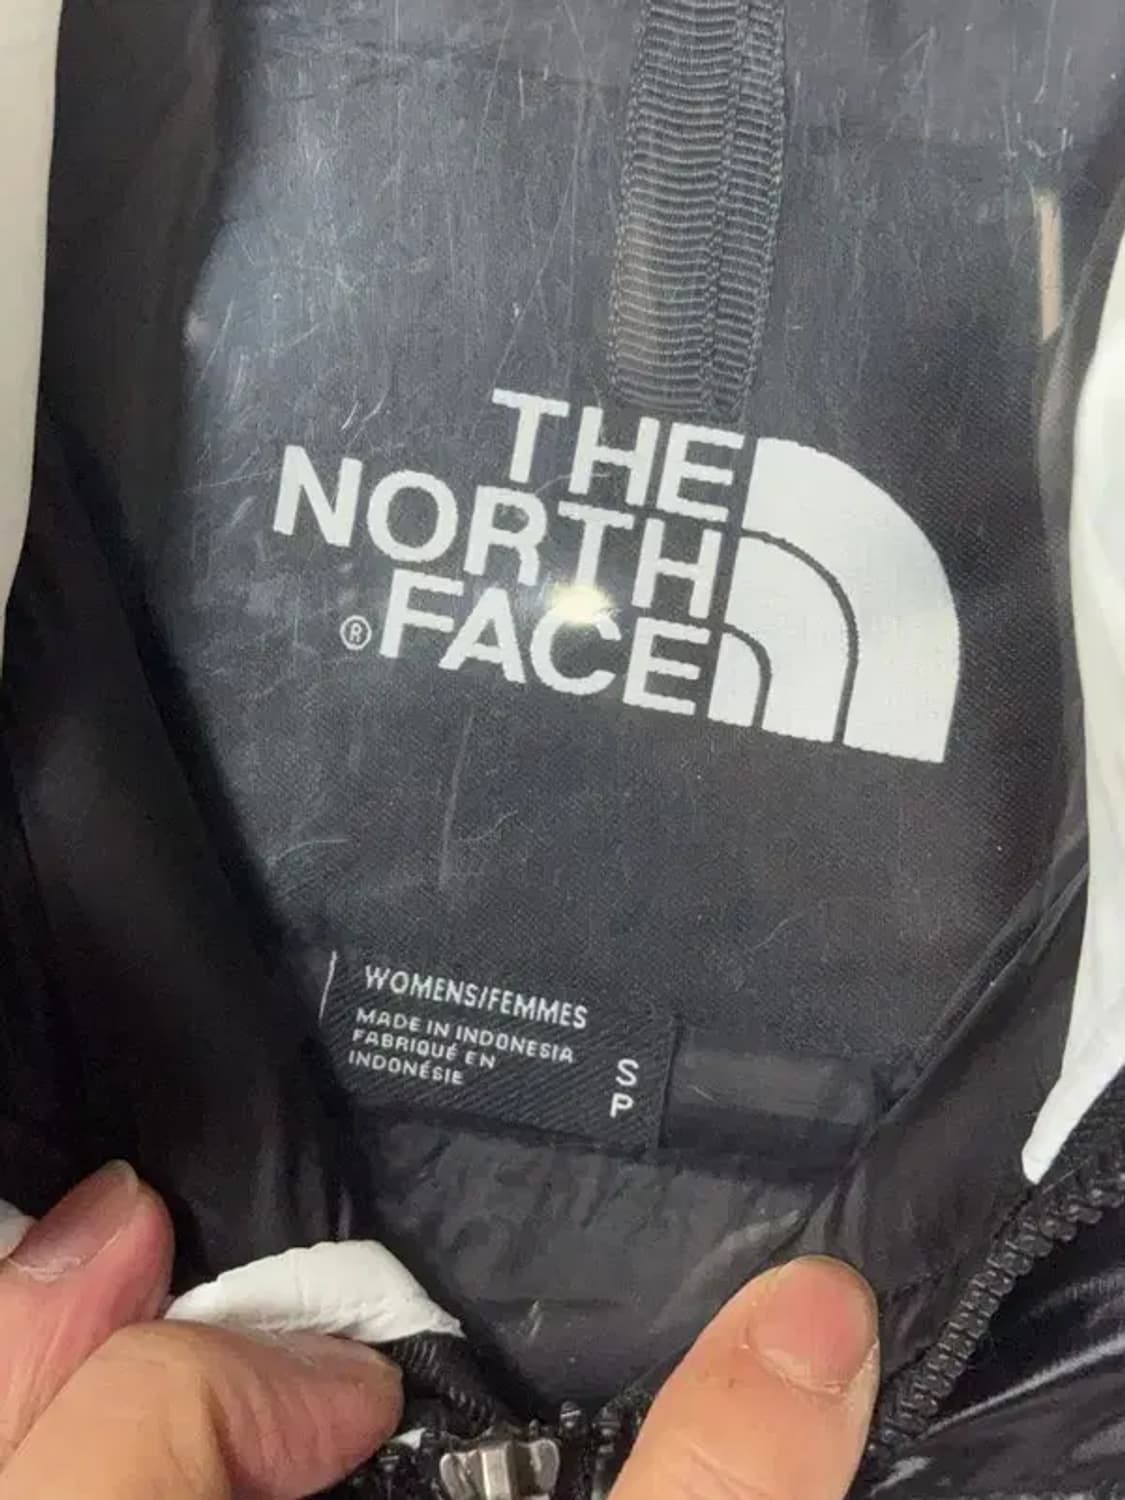 THE
NORTH
® FACE
WOMENS/FEMMES
MADE IN INDONESIA
FABRIQUÉ EN
INDONÉSIE
S
P